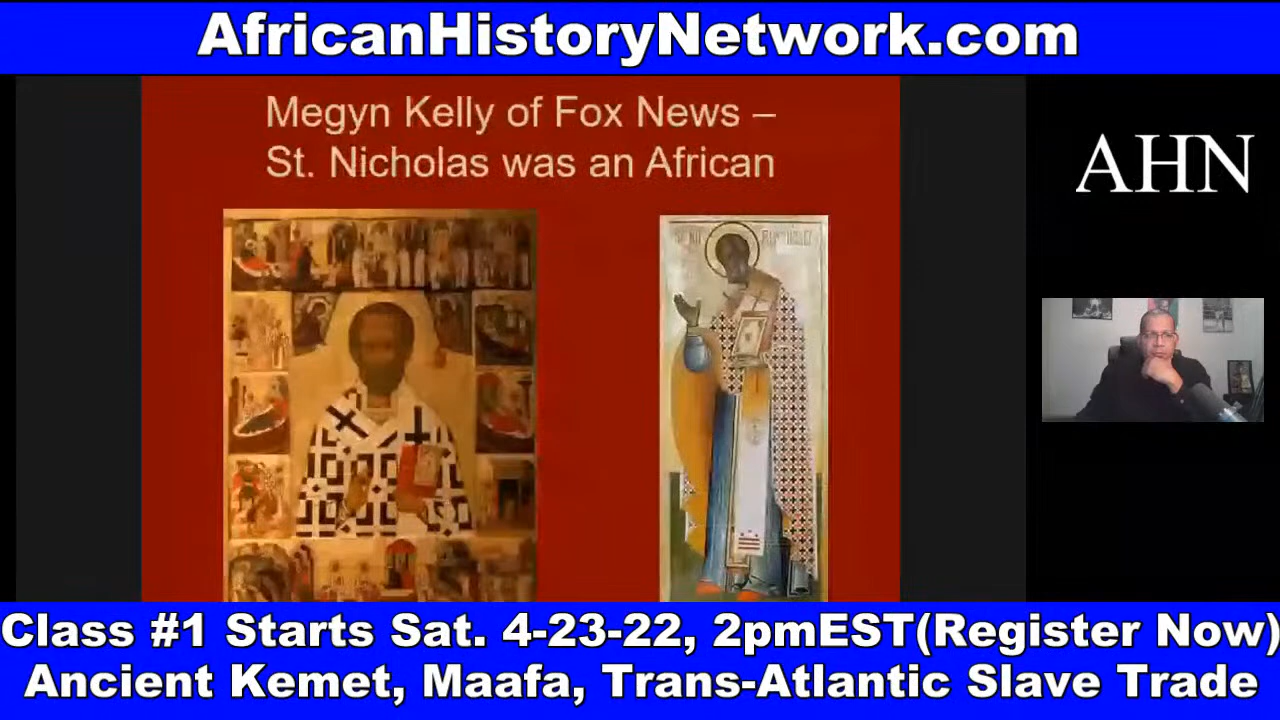 AfricanHistoryNetwork.com
Megyn Kelly of Fox News –
St. Nicholas was an African
AHN
Class #1 Starts Sat. 4-23-22, 2pmEST(Register Now)
Ancient Kemet, Maafa, Trans-Atlantic Slave Trade